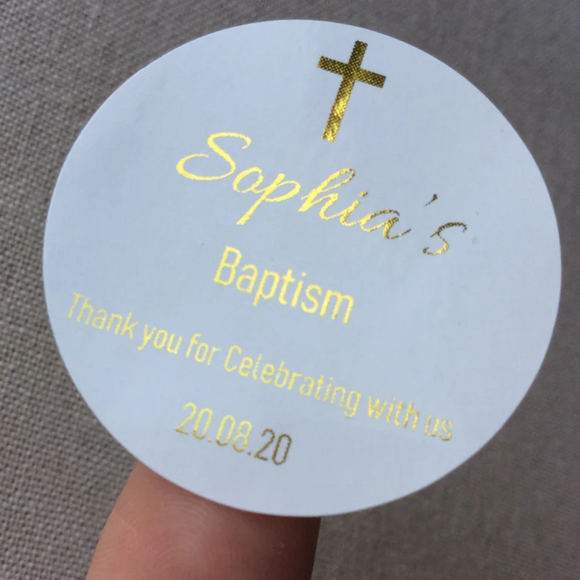 Sophia's
Baptism
Thank you for Celebrating with us
20.08.20